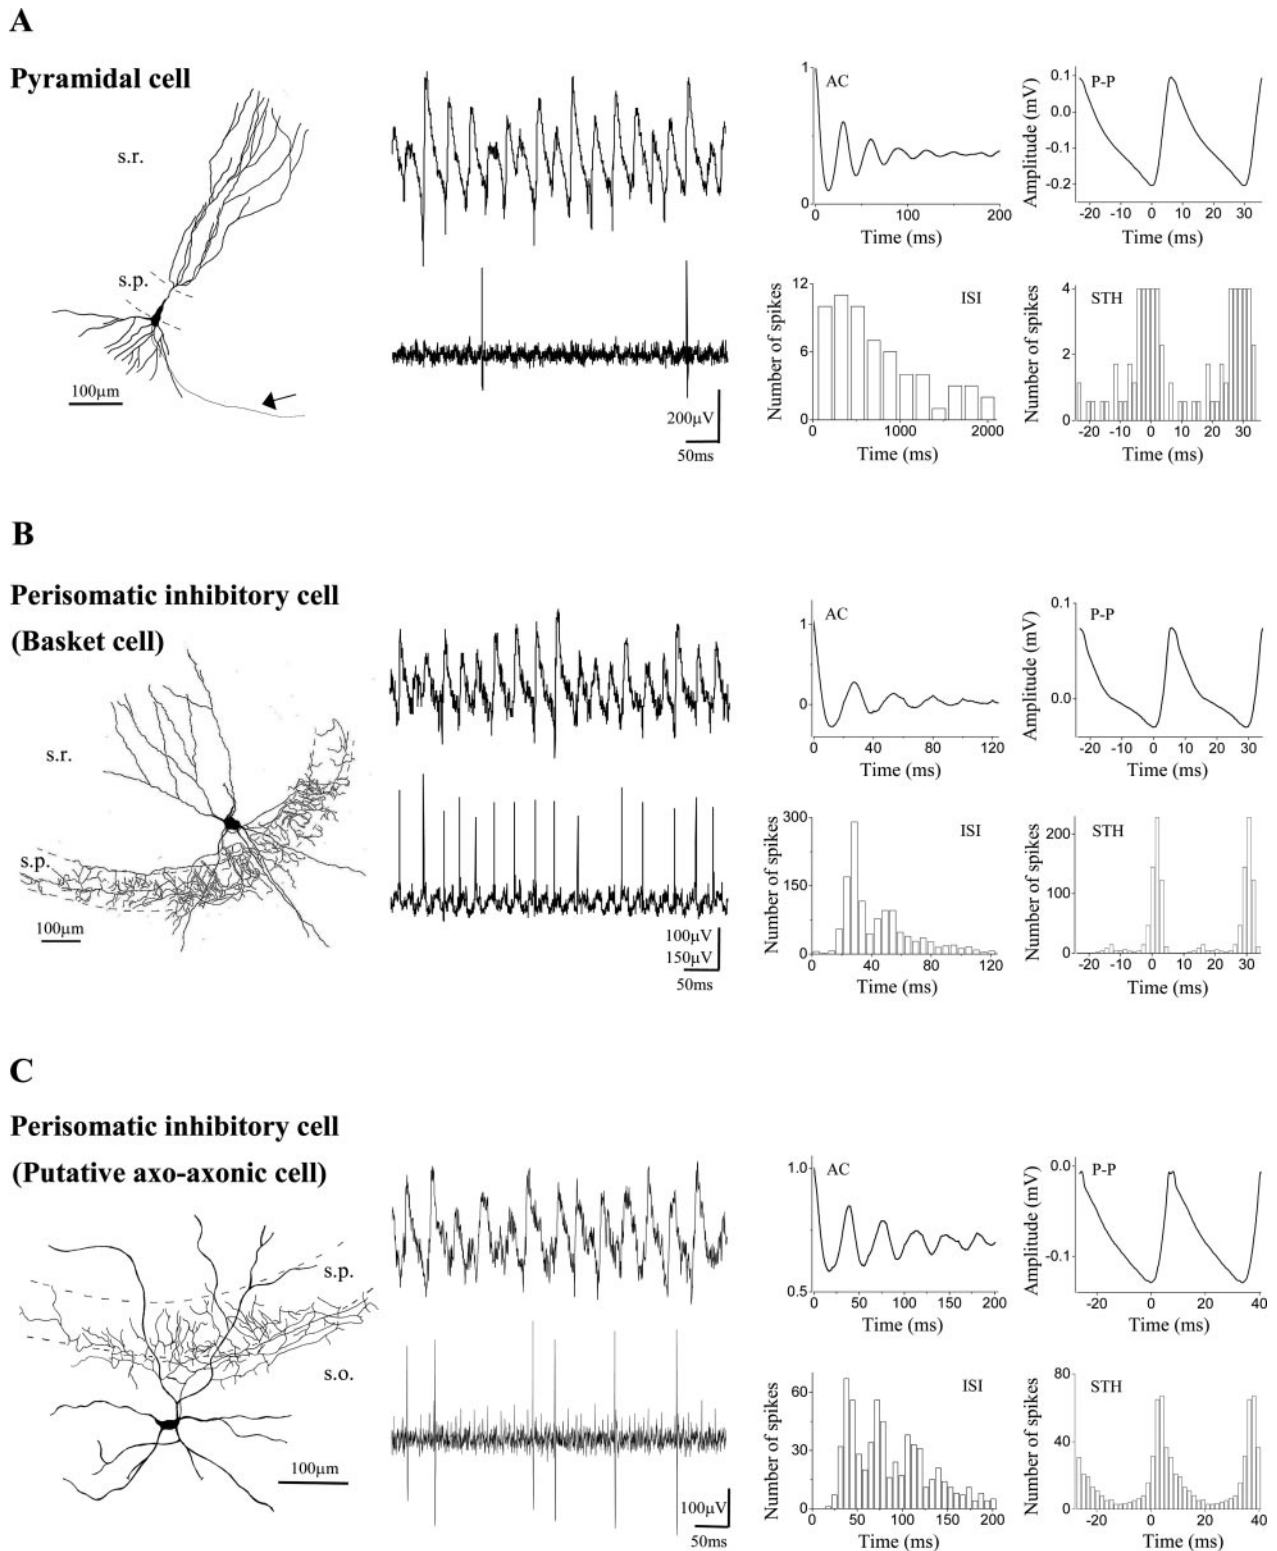 A
Pyramidal cell
s.r.
s.p.
100μm
200μV
50ms
AC
1
0
0 100 200
Time (ms)
P-P
Amplitude (mV)
0.1
0.0
-0.1
-0.2
-20 -10 0 10 20 30
Time (ms)
ISI
Number of spikes
12
6
0
0 1000 2000
Time (ms)
STH
Number of spikes
4
2
0
-20 -10 0 10 20 30
Time (ms)
B
Perisomatic inhibitory cell
(Basket cell)
s.r.
s.p.
100μm
100μV
150μV
50ms
AC
1
0
0 40 80 120
Time (ms)
P-P
Amplitude (mV)
0.1
0.0
-20 -10 0 10 20 30
Time (ms)
ISI
Number of spikes
300
150
0
0 40 80 120
Time (ms)
STH
Number of spikes
200
100
0
-20 -10 0 10 20 30
Time (ms)
C
Perisomatic inhibitory cell
(Putative axo-axonic cell)
s.p.
s.o.
100μm
100μV
50ms
AC
1.0
0.5
0 50 100 150 200
Time (ms)
P-P
Amplitude (mV)
0.0
-0.1
-20 0 20 40
Time (ms)
ISI
Number of spikes
60
30
0
0 50 100 150 200
Time (ms)
STH
Number of spikes
80
40
0
-20 0 20 40
Time (ms)